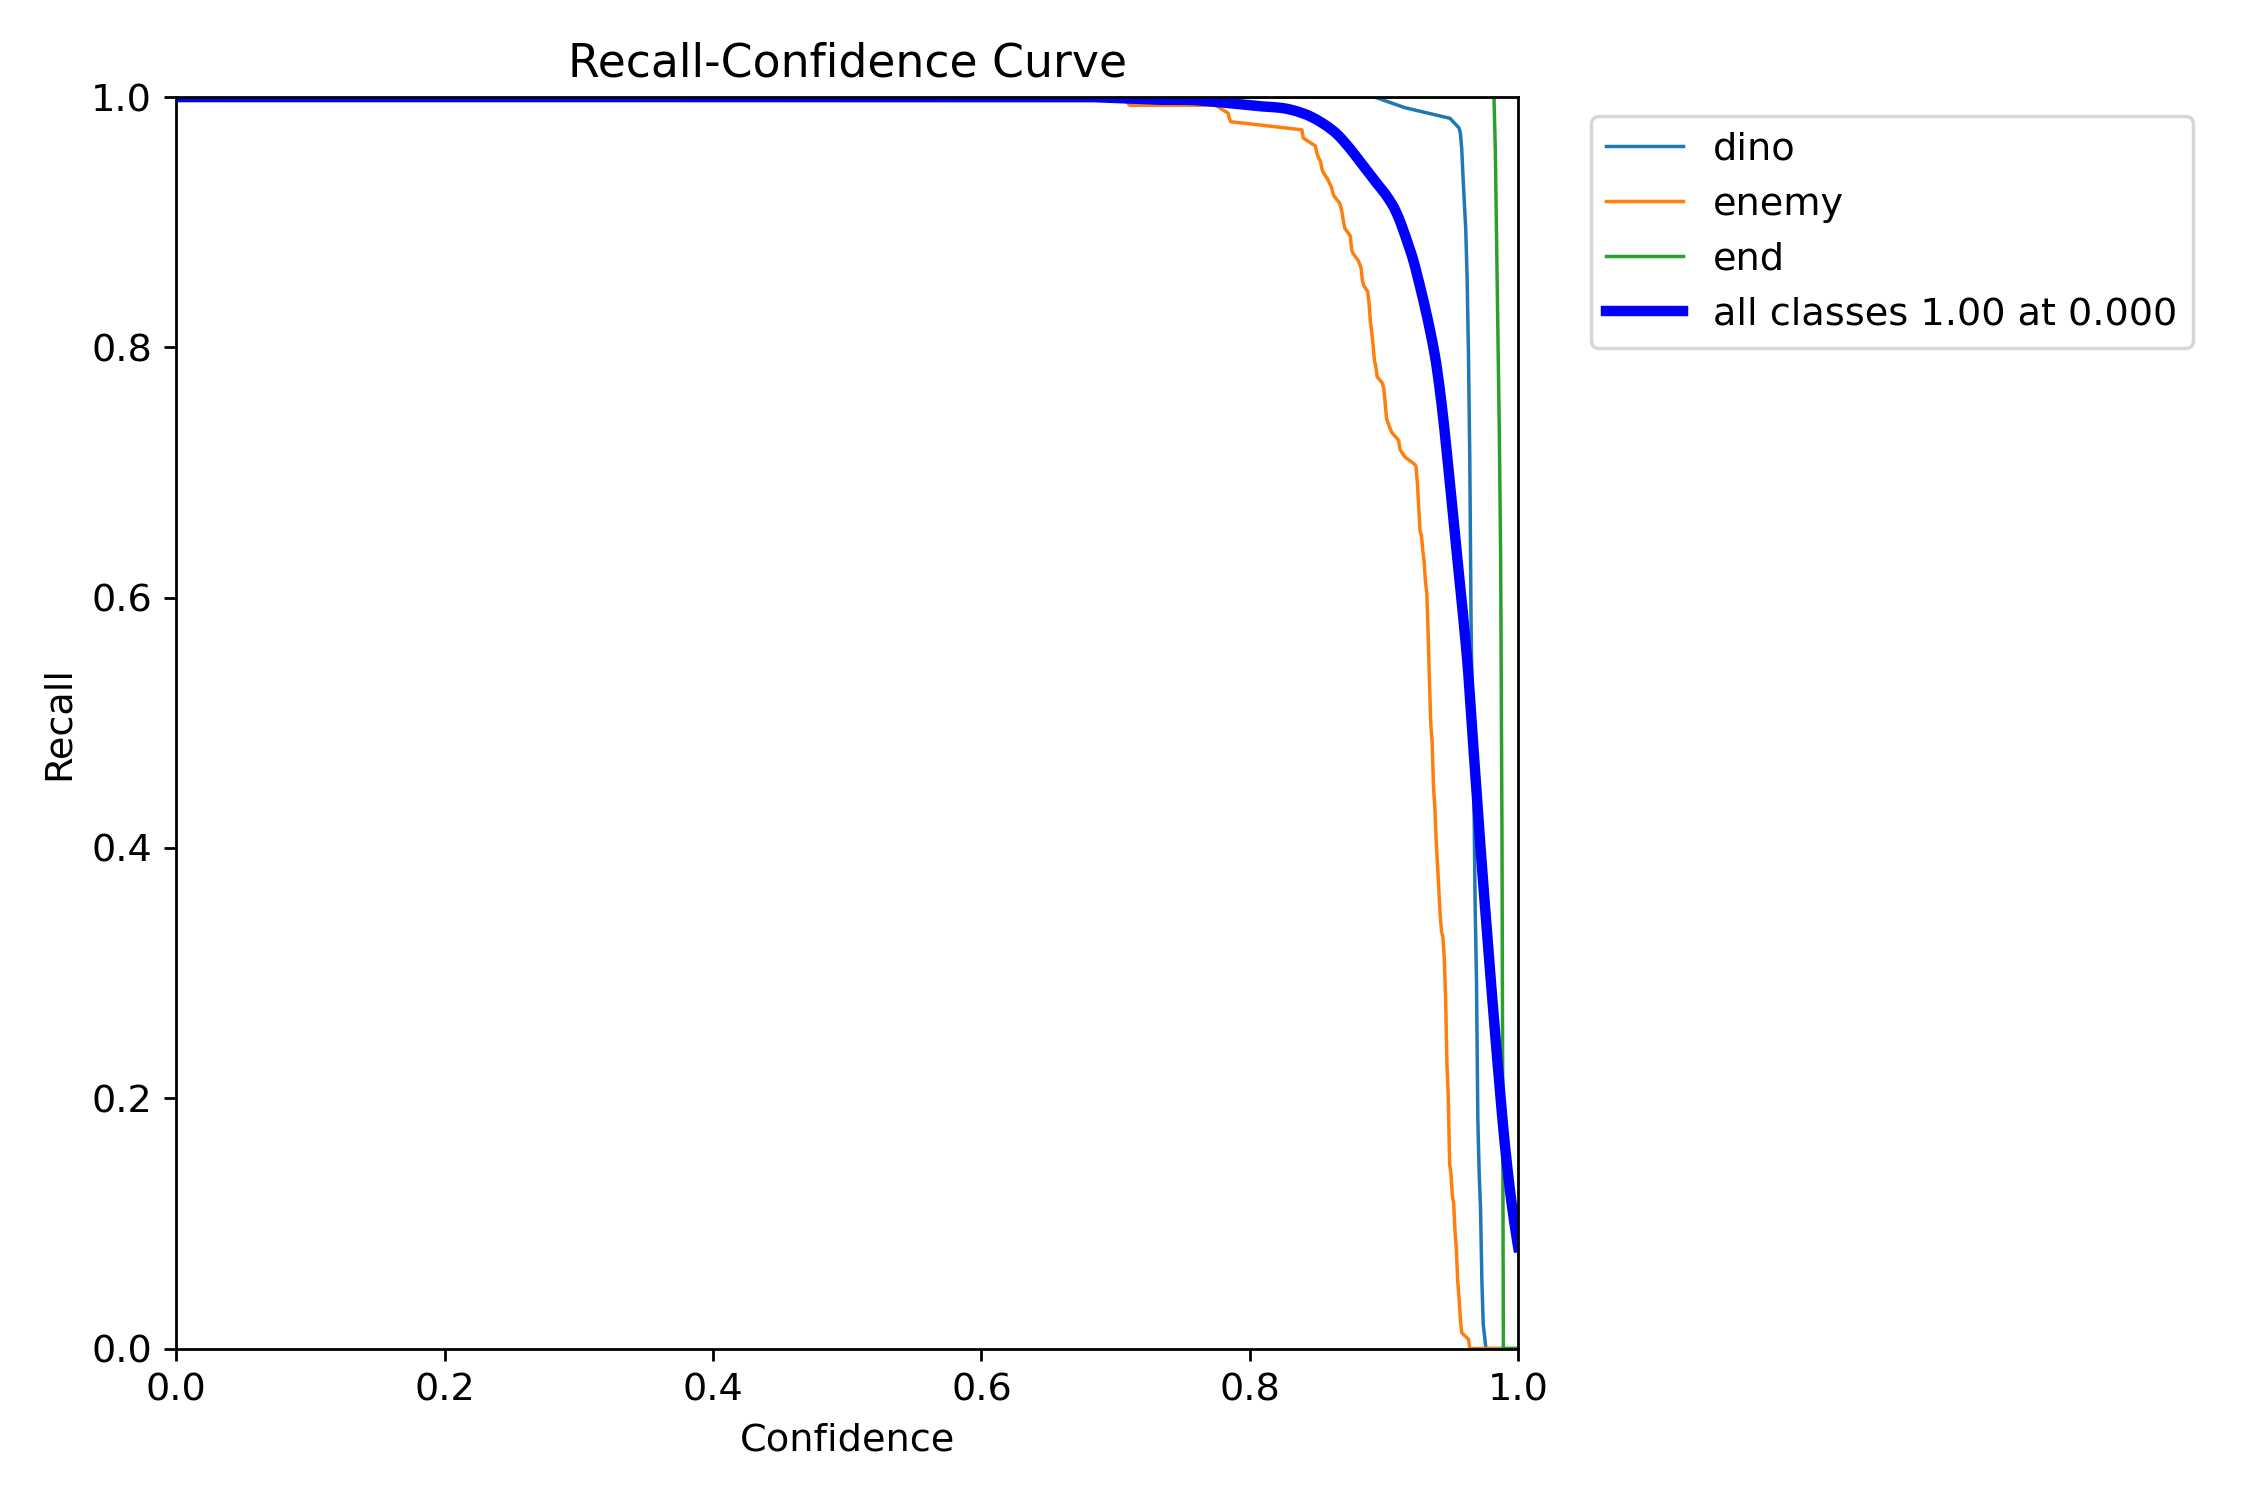 Recall-Confidence Curve
1.0
0.8
0.6
0.4
0.2
0.0
Recall
0.0 0.2 0.4 0.6 0.8 1.0
Confidence
dino
enemy
end
all classes 1.00 at 0.000